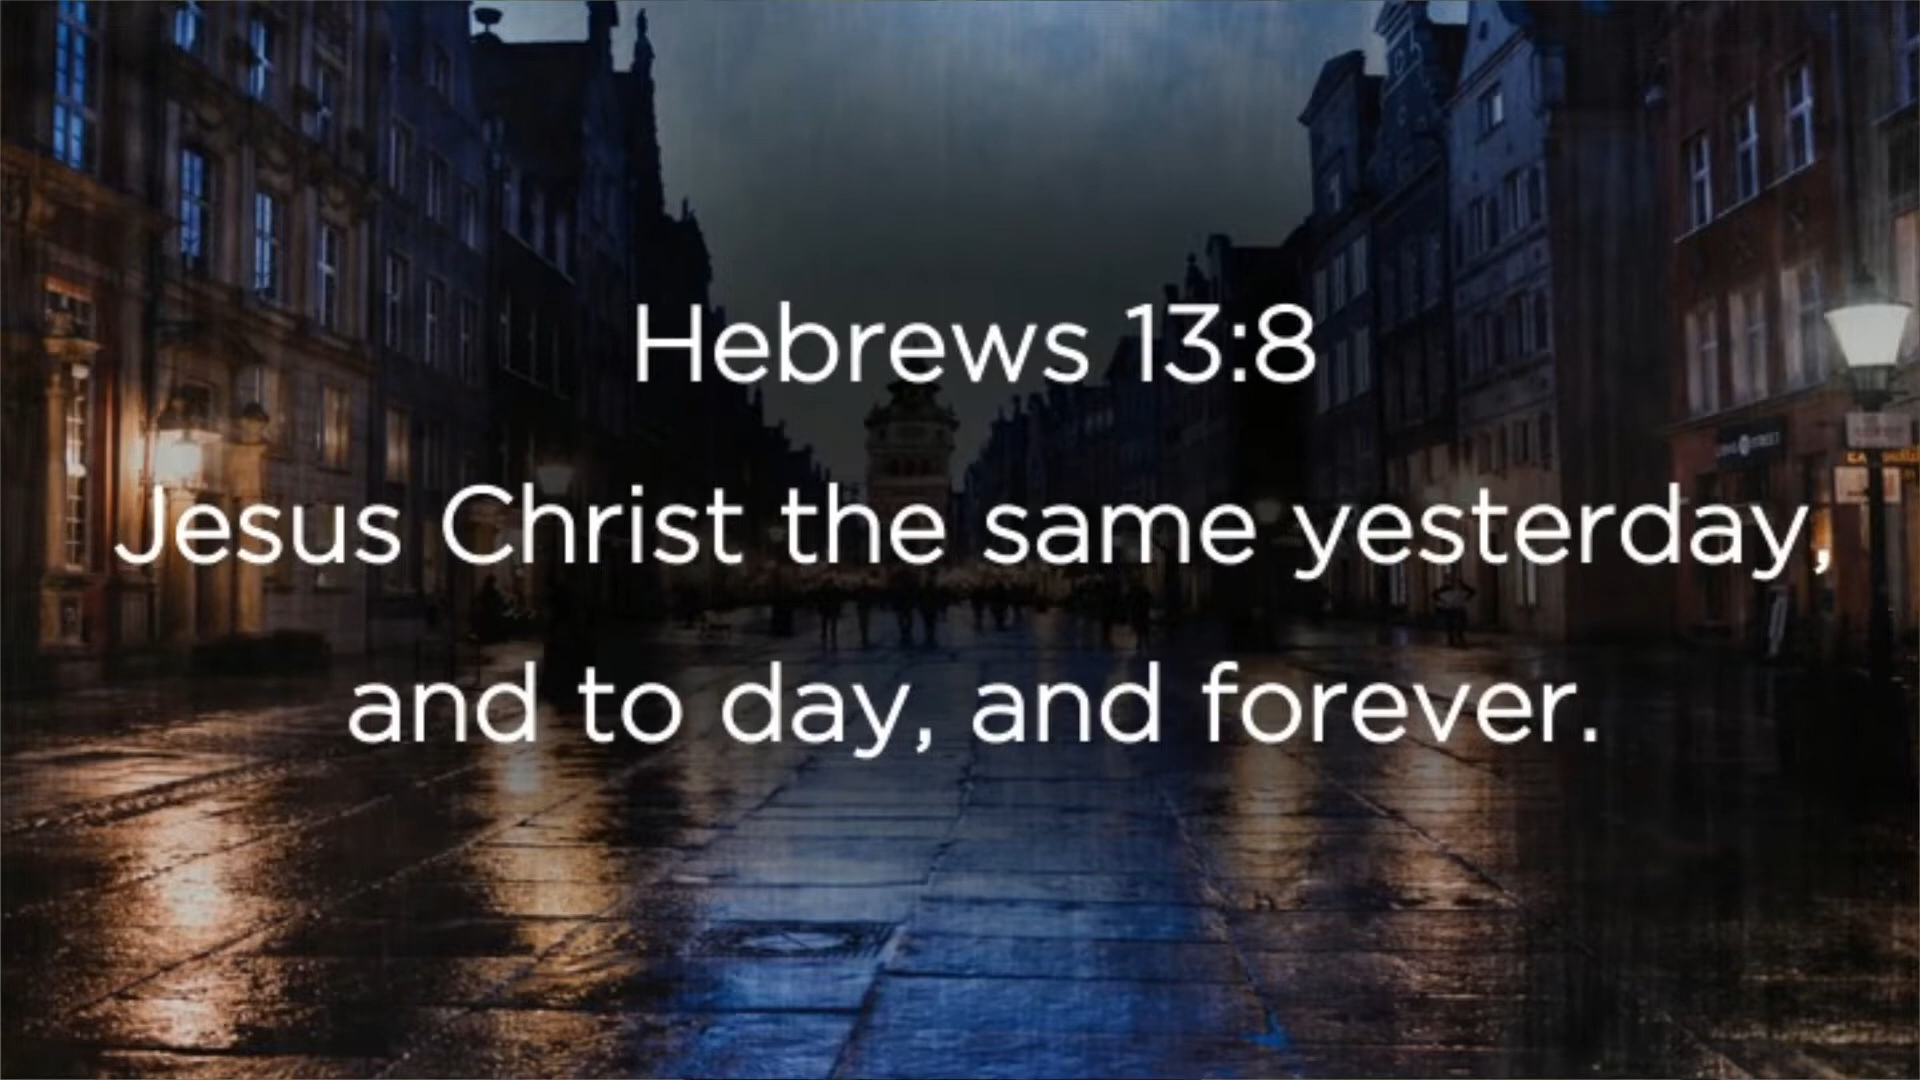 Hebrews 13:8
Jesus Christ the same yesterday,
and to day, and forever.